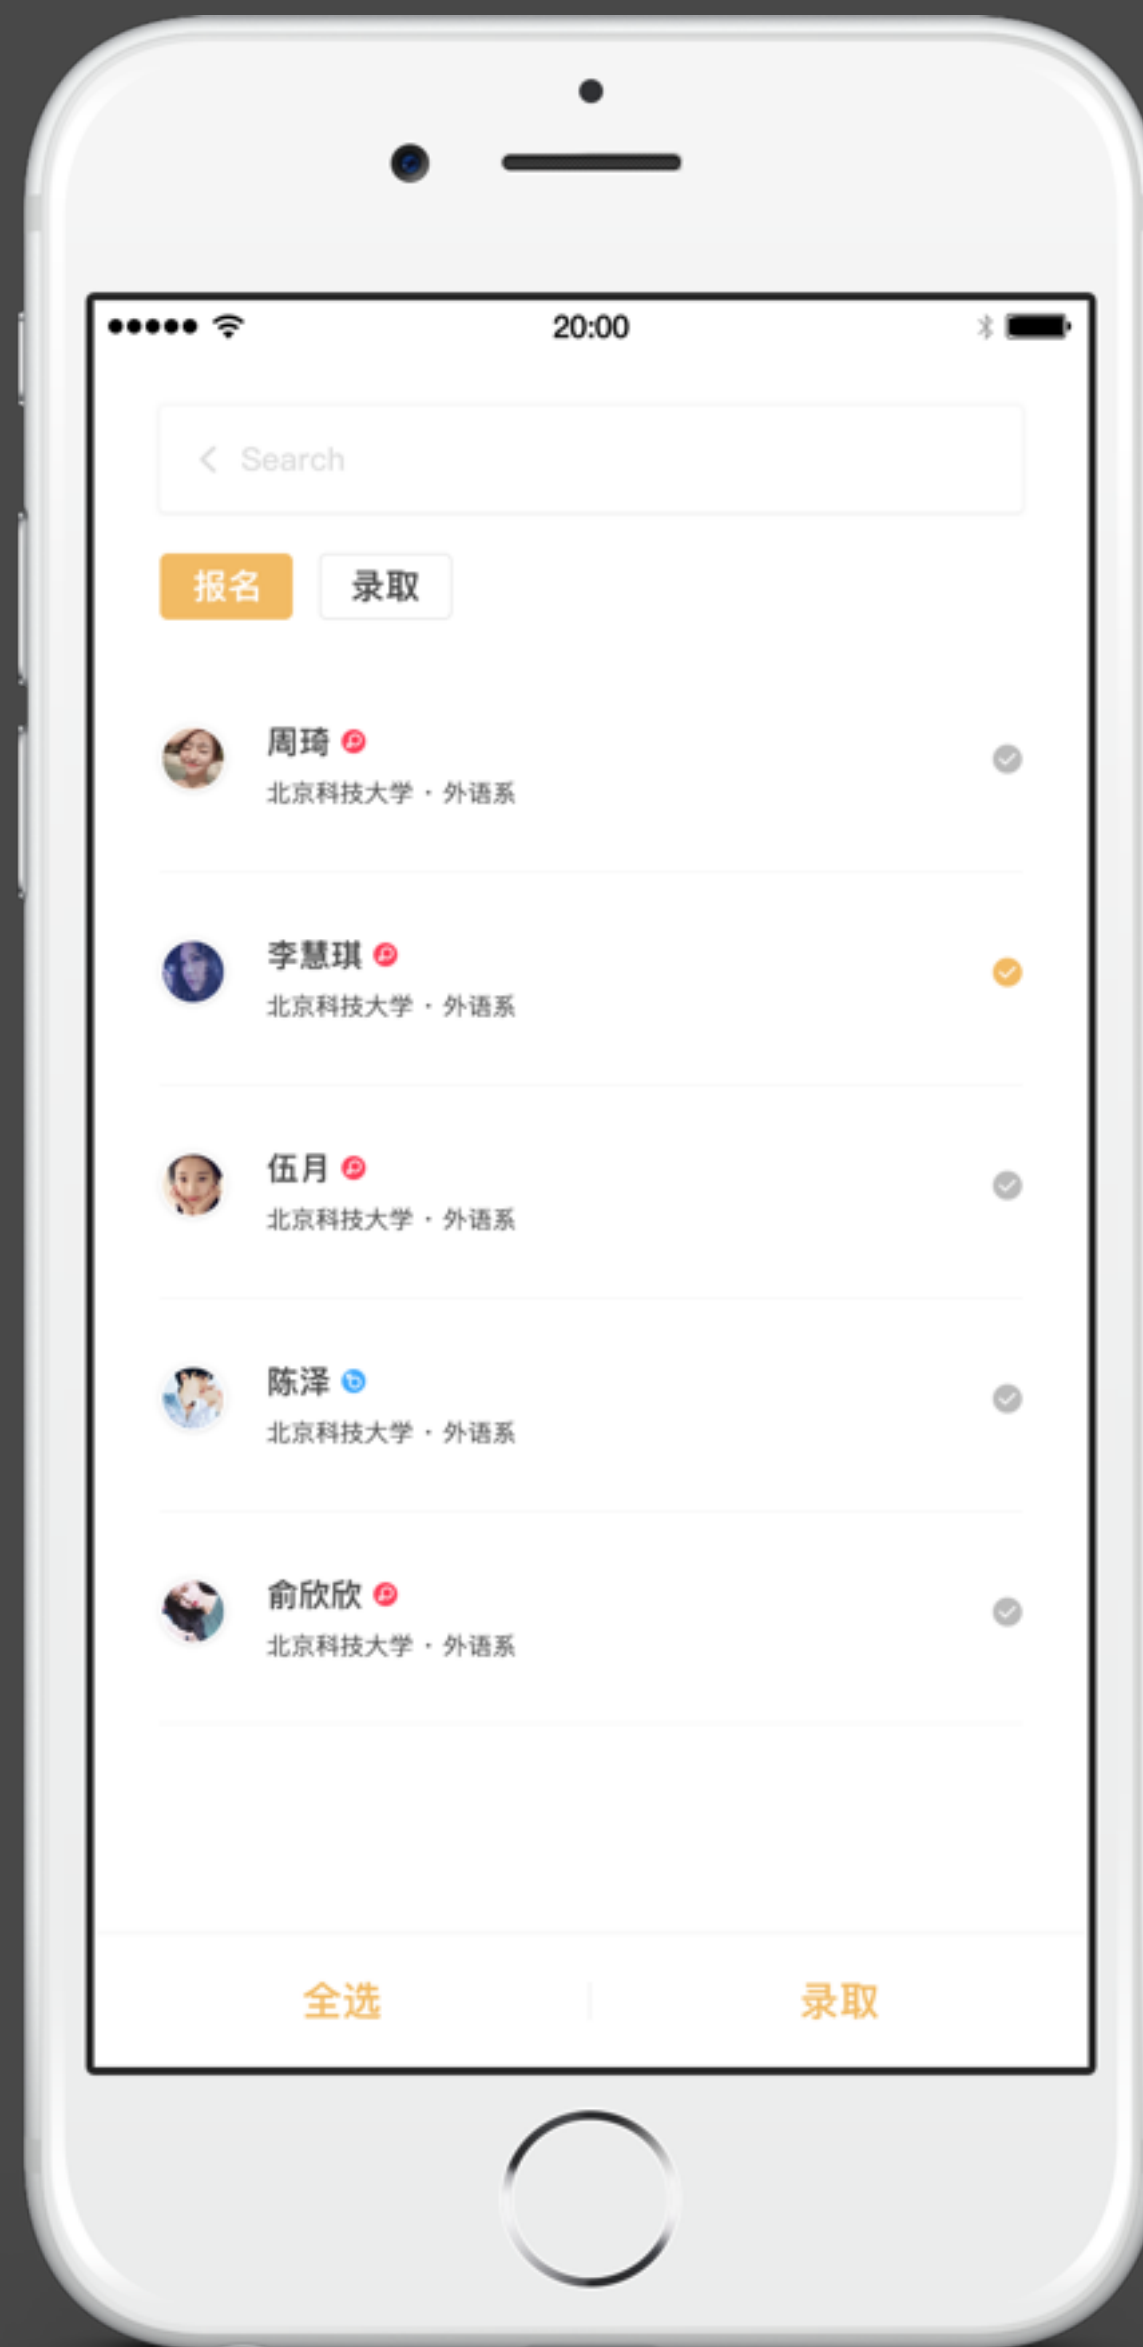 20:00
Search
报名 录取
周琦
北京科技大学 · 外语系
李慧琪
北京科技大学 · 外语系
伍月
北京科技大学 · 外语系
陈泽
北京科技大学 · 外语系
俞欣欣
北京科技大学 · 外语系
全选 录取